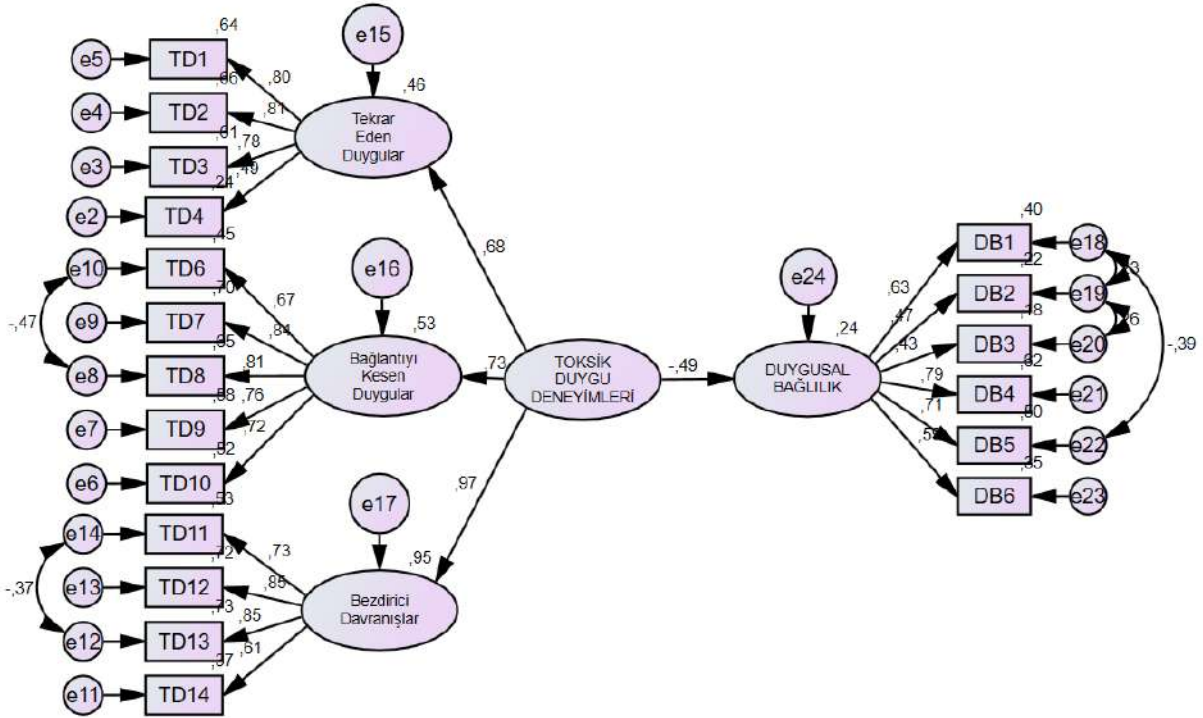 ,64
e5
TD1
,80
e15
,66
e4
TD2
,81
,46
Tekrar
Eden
Duygular
,61
e3
TD3
,78
,24
,49
e2
TD4
,45
e10
TD6
,67
e16
,68
,70
e9
TD7
,84
,53
-,47
,65
e8
TD8
,81
Bağlantıyı
Kesen
Duygular
,73
TOKSİK
DUYGU
DENEYİMLERİ
-,49
,58
,76
e7
TD9
,72
,52
e6
TD10
,53
e14
TD11
,73
e17
,97
,72
e13
TD12
,85
,95
-,37
,73
e12
TD13
,85
Bezdirici
Davranışlar
,37
,61
e11
TD14
e24
,24
DUYGUSAL
BAĞLILIK
,40
DB1
e18
,63
,22
DB2
e19
,47
,18
DB3
e20
,26
,43
-,39
,62
DB4
e21
,79
,50
DB5
e22
,71
,35
DB6
e23